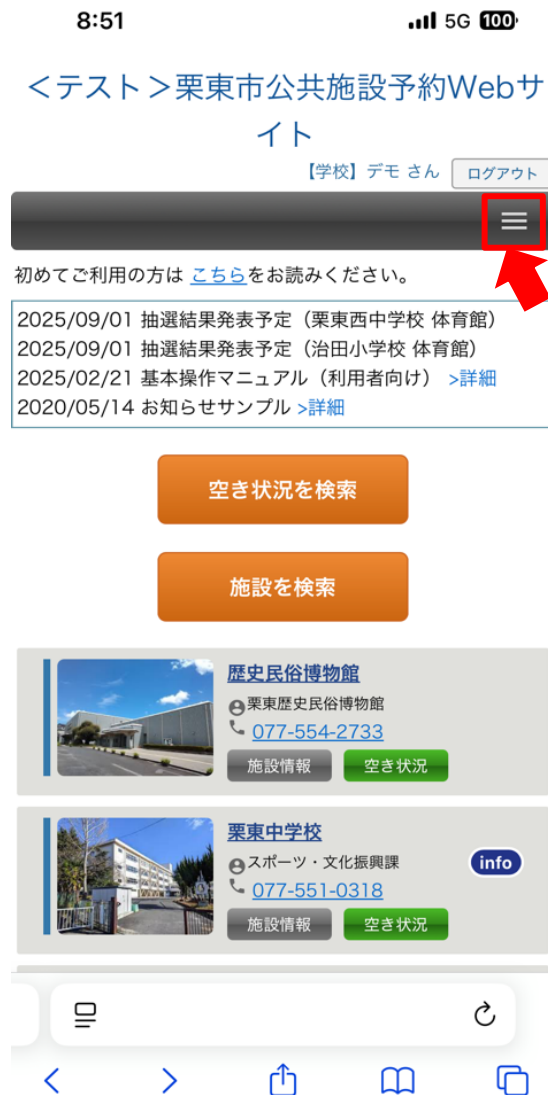 8:51
5G 100
＜テスト＞栗東市公共施設予約Webサ
イト
【学校】デモ さん ログアウト
初めてご利用の方は こちらをお読みください。
2025/09/01 抽選結果発表予定（栗東西中学校 体育館）
2025/09/01 抽選結果発表予定（治田小学校 体育館）
2025/02/21 基本操作マニュアル（利用者向け） >詳細
2020/05/14 お知らせサンプル >詳細
空き状況を検索
施設を検索
歴史民俗博物館
栗東歴史民俗博物館
077-554-2733
施設情報 空き状況
栗東中学校
スポーツ・文化振興課
info
077-551-0318
施設情報 空き状況